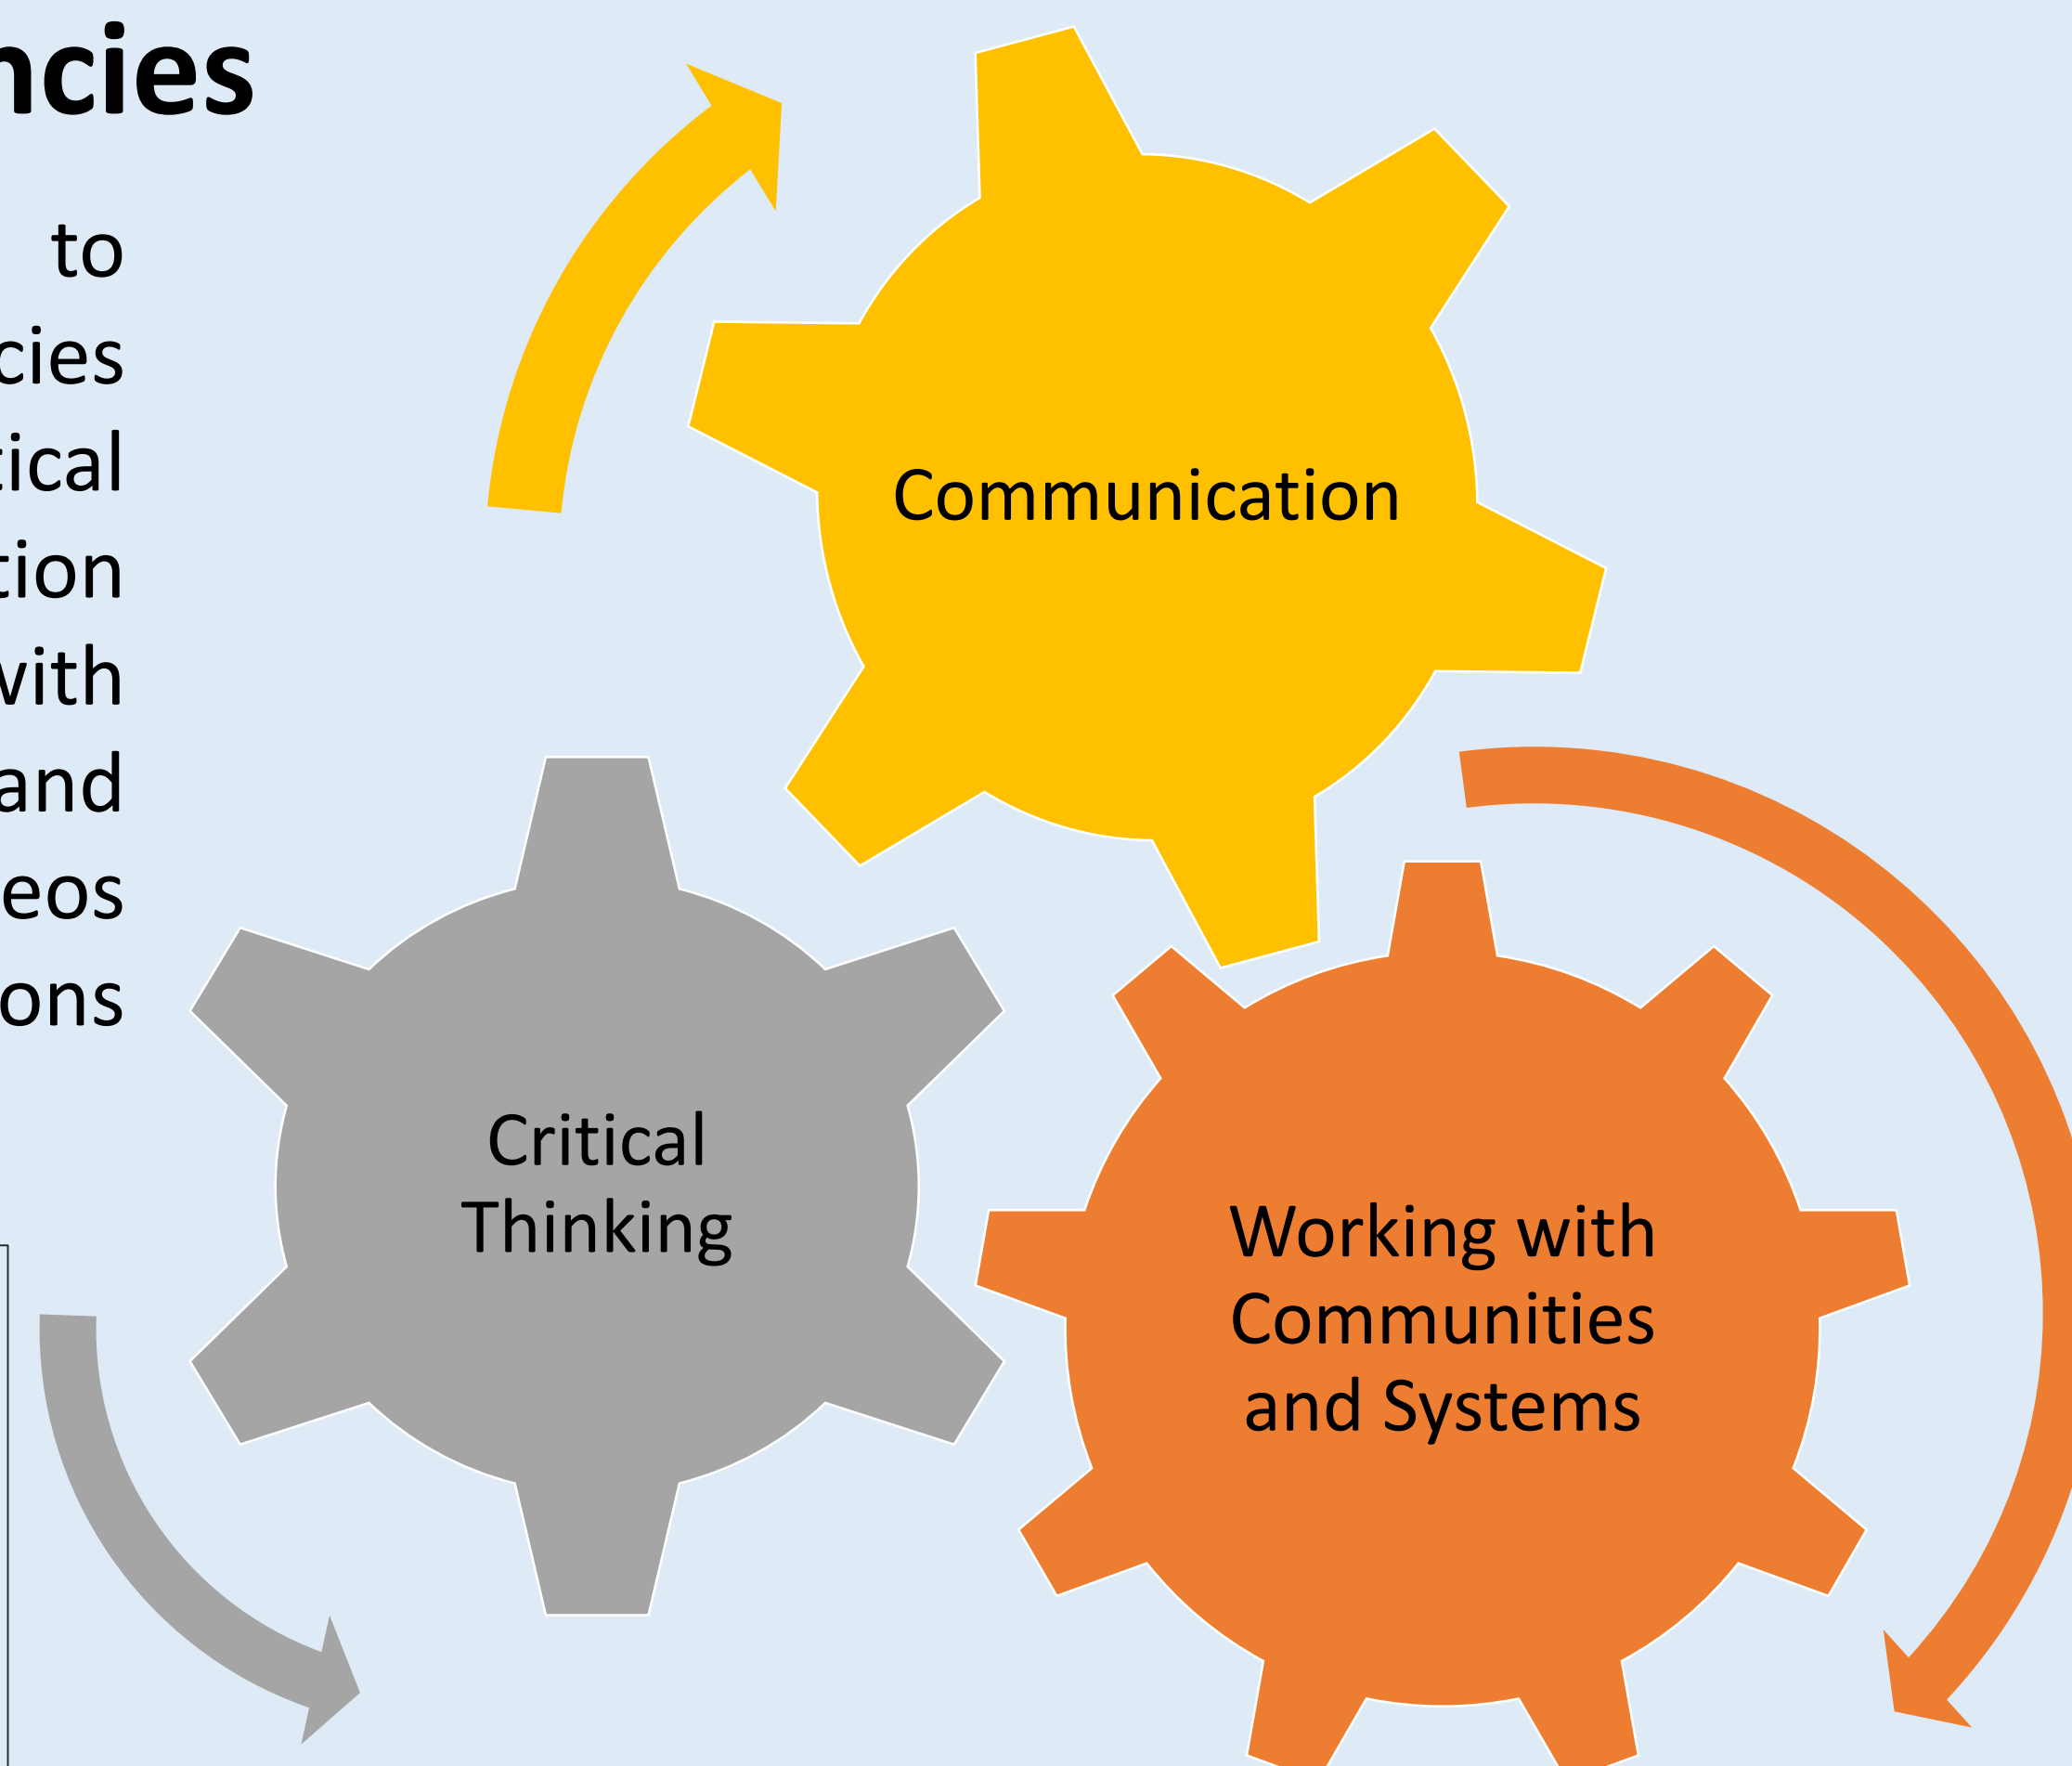 ncies
to
cies
tical
tion
with
and
eos
ons
Communication
Critical
Thinking
Working with
Communities
and Systems